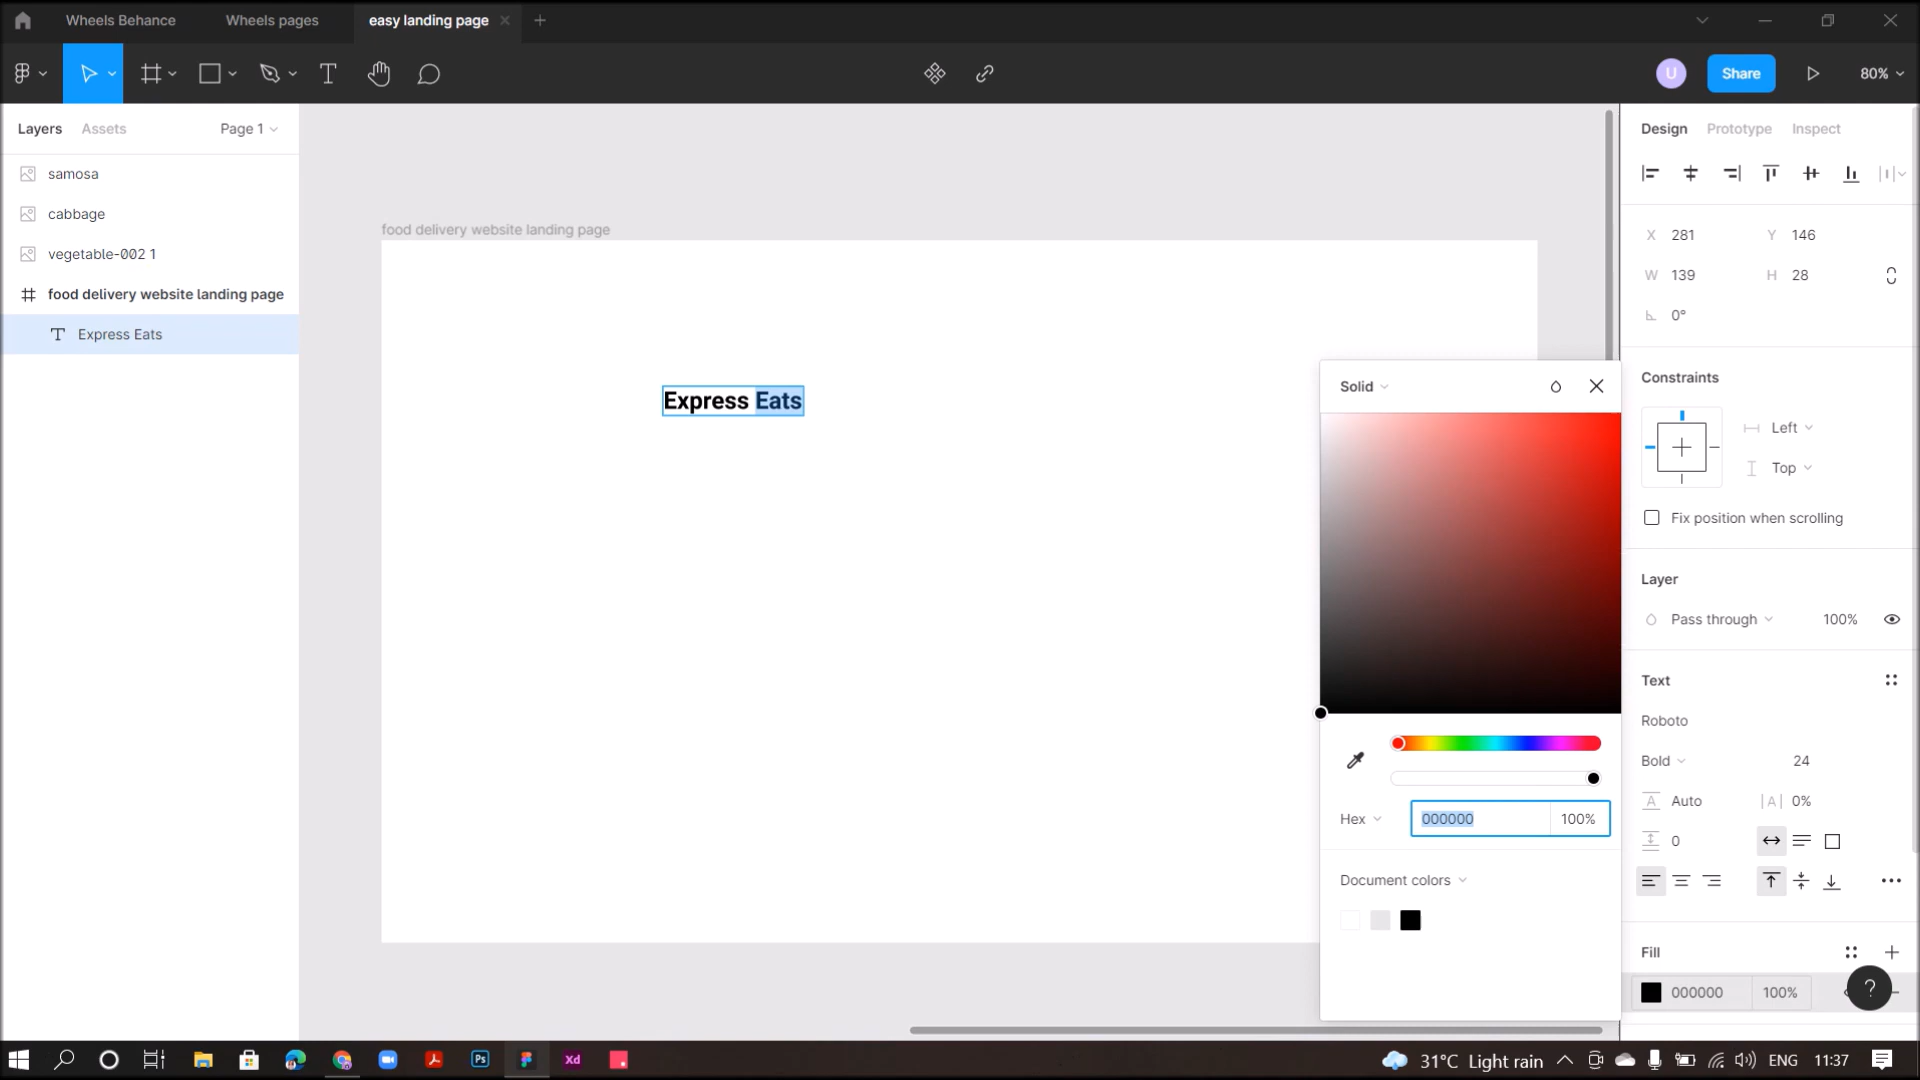 Wheels Behance
Wheels pages
easy landing page
U
Share
80%
Layers
Assets
Page 1
Design
Prototype
Inspect
samosa
cabbage
vegetable-002 1
food delivery website landing page
Express Eats
food delivery website landing page
Express Eats
X 281
Y 146
W 139
H 28
0°
Constraints
Left
Top
Fix position when scrolling
Layer
Pass through
100%
Text
Roboto
Bold
24
A Auto
|A| 0%
0
Fill
000000
100%
?
Solid
Hex
000000
100%
Document colors
Ps
Xd
31°C Light rain
ENG
11:37